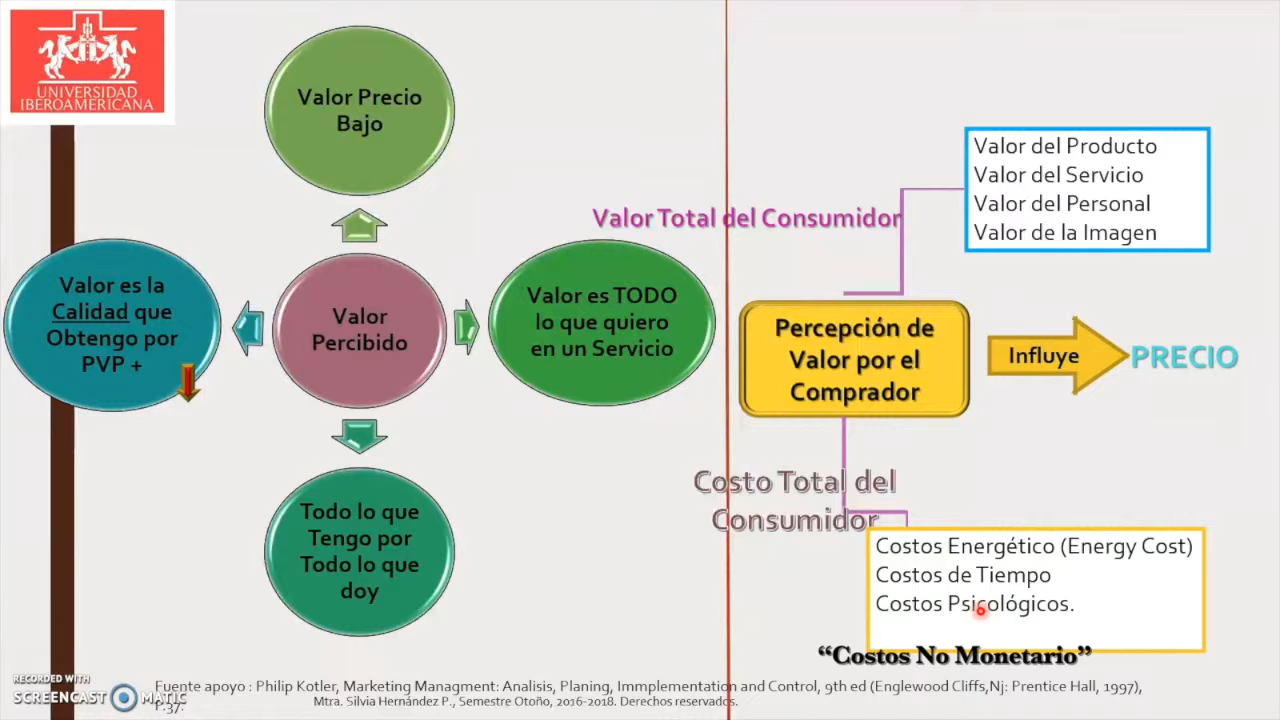 UNIVERSIDAD
IBEROAMERICANA
Valor Precio
Bajo
Valor es la
Calidad que
Obtengo por
PVP +
Valor
Percibido
Valor es TODO
lo que quiero
en un Servicio
Todo lo que
Tengo por
Todo lo que
doy
Valor Total del Consumidor
Valor del Producto
Valor del Servicio
Valor del Personal
Valor de la Imagen
Percepción de
Valor por el
Comprador
Influye
PRECIO
Costo Total del
Consumidor
Costos Energético (Energy Cost)
Costos de Tiempo
Costos Psicológicos.
“Costos No Monetario”
RECORDED WITH
SCREENCAST MATIC
Fuente apoyo : Philip Kotler, Marketing Managment: Analisis, Planing, Immplementation and Control, 9th ed (Englewood Cliffs,Nj: Prentice Hall, 1997),
P.37.
Mtra. Silvia Hernández P., Semestre Otoño, 2016-2018. Derechos reservados.